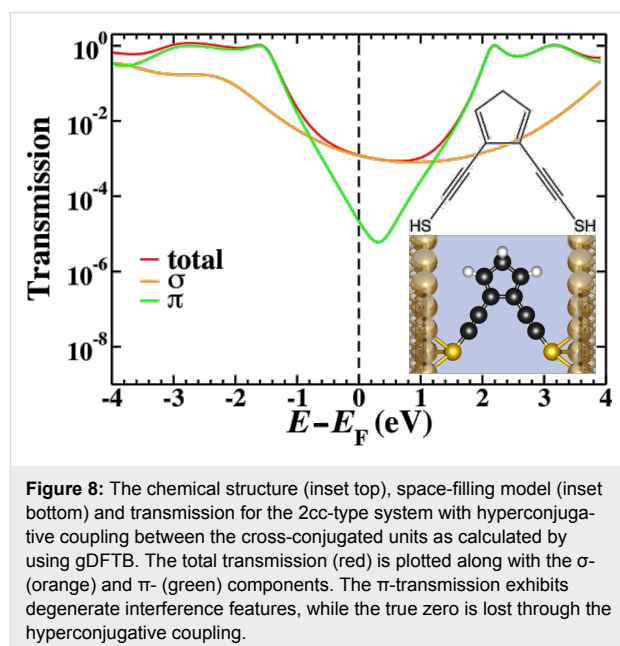 10⁰
10⁻²
10⁻⁴
10⁻⁶
10⁻⁸
Transmission
total
σ
π
HS
SH
-4 -3 -2 -1 0 1 2 3 4
E−E_F (eV)
Figure 8: The chemical structure (inset top), space-filling model (inset
bottom) and transmission for the 2cc-type system with hyperconjuga-
tive coupling between the cross-conjugated units as calculated by
using gDFTB. The total transmission (red) is plotted along with the σ-
(orange) and π- (green) components. The π-transmission exhibits
degenerate interference features, while the true zero is lost through the
hyperconjugative coupling.